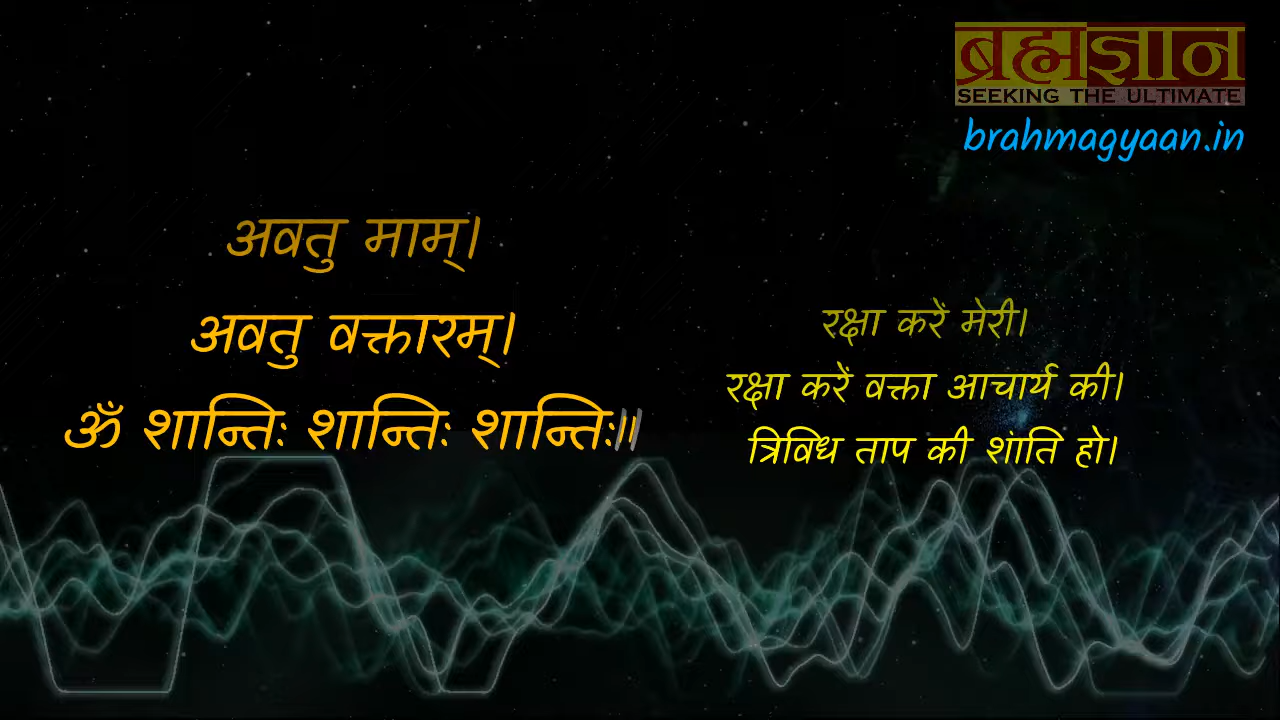 ब्रह्मज्ञान
SEEKING THE ULTIMATE
brahmagyaan.in
अवतु माम्।
अवतु वक्तारम्।
ॐ शान्तिः शान्तिः शान्तिः॥
रक्षा करें मेरी।
रक्षा करें वक्ता आचार्य की।
त्रिविध ताप की शांति हो।